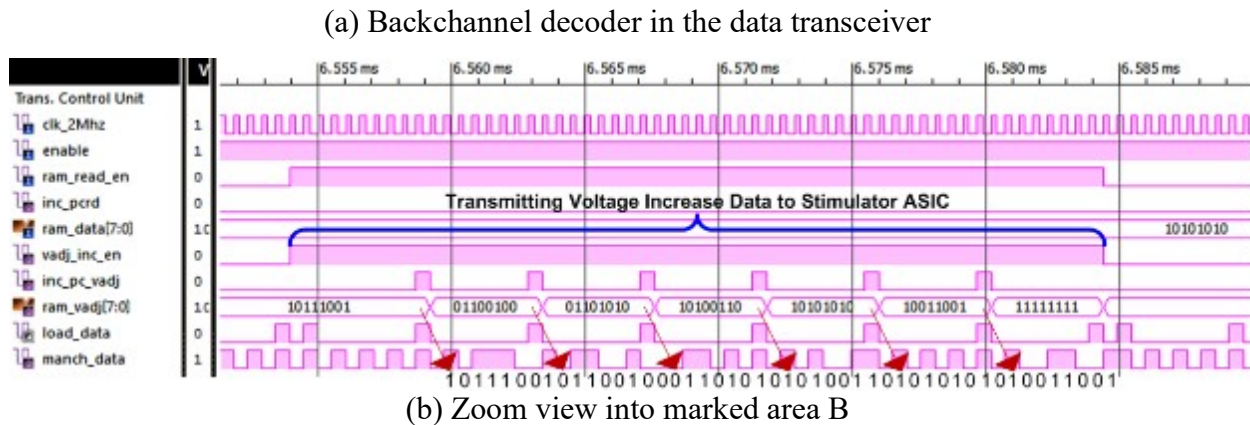 (a) Backchannel decoder in the data transceiver
V 6.555 ms 6.560 ms 6.565 ms 6.570 ms 6.575 ms 6.580 ms 6.585 ms
Trans. Control Unit
clk_2Mhz 1
enable 1
ram_read_en 0
inc_pcrd 0 Transmitting Voltage Increase Data to Stimulator ASIC
ram_data[7:0] 10 10101010
vadj_inc_en 0
inc_pc_vadj 0
ram_vadj[7:0] 10 10111001 01100100 01101010 10100110 10101010 10011001 11111111
load_data 0
manch_data 1
(b) Zoom view into marked area B